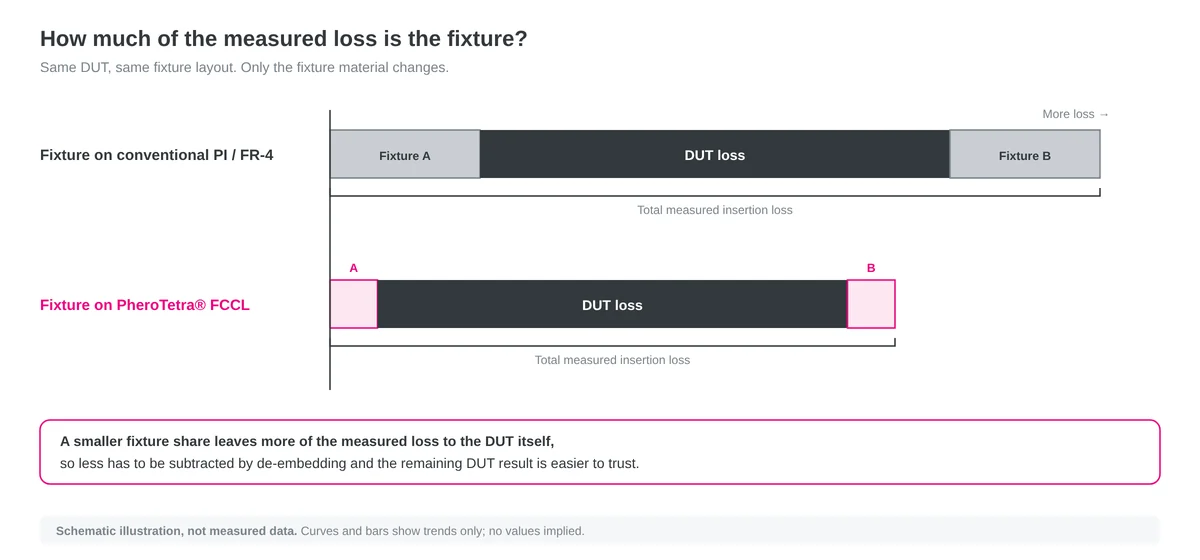 How much of the measured loss is the fixture?
Same DUT, same fixture layout. Only the fixture material changes.
More loss →
Fixture on conventional PI / FR-4
Fixture A
DUT loss
Fixture B
Total measured insertion loss
A
B
Fixture on PheroTetra® FCCL
DUT loss
Total measured insertion loss
A smaller fixture share leaves more of the measured loss to the DUT itself,
so less has to be subtracted by de-embedding and the remaining DUT result is easier to trust.
Schematic illustration, not measured data. Curves and bars show trends only; no values implied.